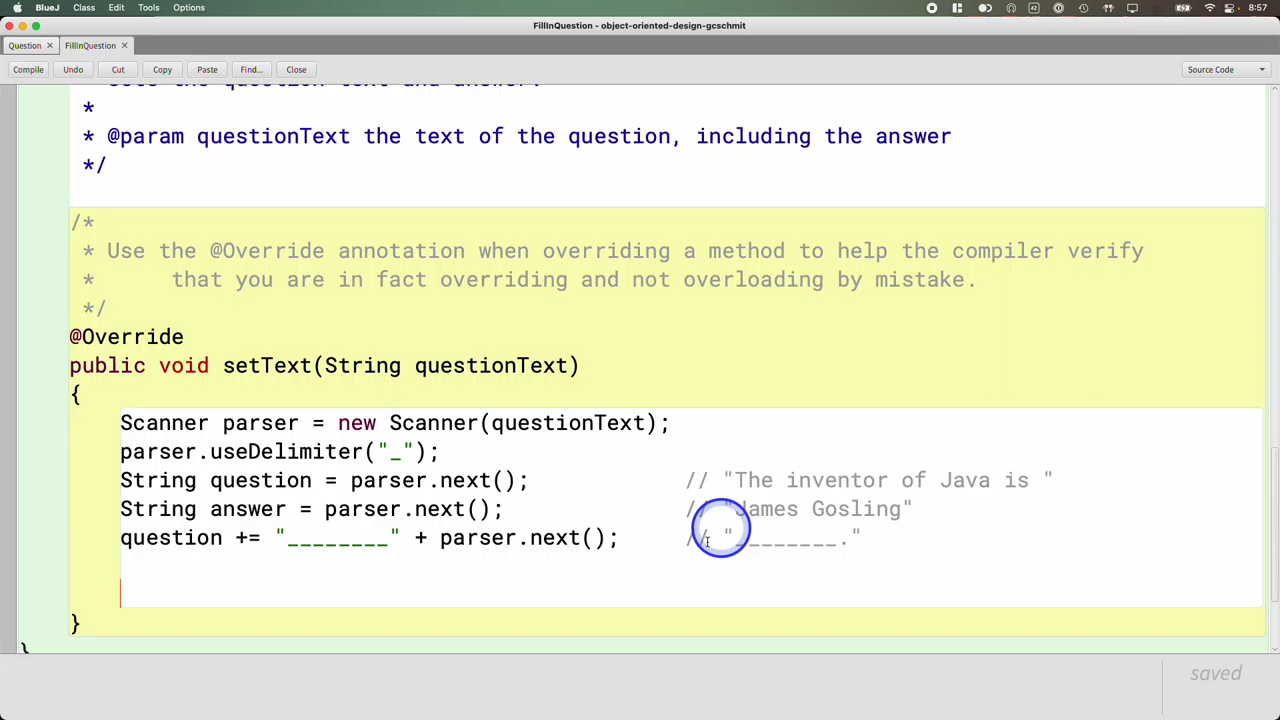 BlueJ Class Edit Tools Options 8:57
FillInQuestion - object-oriented-design-gcschmit
Question × FillInQuestion ×
Compile Undo Cut Copy Paste Find... Close Source Code
*
* @param questionText the text of the question, including the answer
*/
/*
* Use the @Override annotation when overriding a method to help the compiler verify
* that you are in fact overriding and not overloading by mistake.
*/
@Override
public void setText(String questionText)
{
Scanner parser = new Scanner(questionText);
parser.useDelimiter("_");
String question = parser.next(); // "The inventor of Java is "
String answer = parser.next(); // "James Gosling"
question += "________" + parser.next(); // "________."
}
}
saved